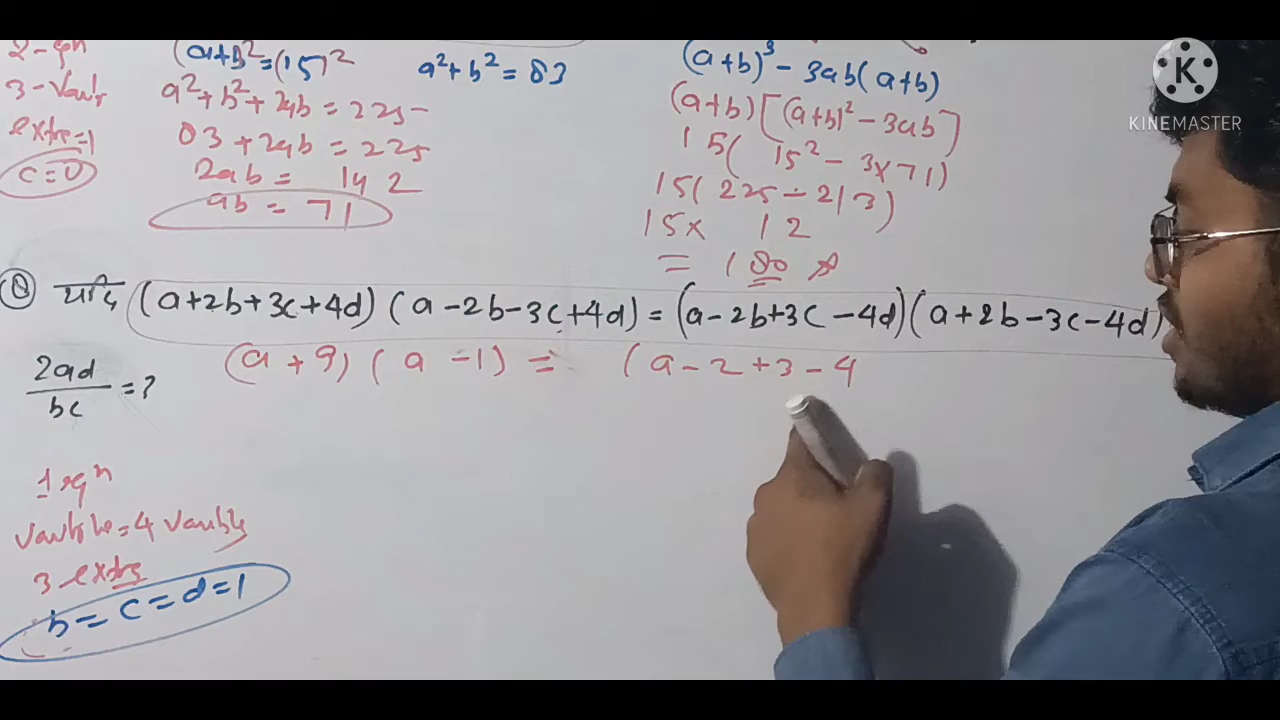 2-eqn
3-Varb
extra=1
c=0
(a+b)²=(15)²
a²+b²+2ab=225
83+2ab=225
2ab= 142
ab = 71
a²+b²=83
(a+b)³-3ab(a+b)
(a+b)[(a+b)²-3ab]
15( 15²-3×71)
15(225-213)
15× 12
= 180
KINEMASTER
Ⓠ यदि (a+2b+3c+4d)(a-2b-3c+4d)=(a-2b+3c-4d)(a+2b-3c-4d)
2ad/bc=?
(a+9)(a-1)= (a-2+3-4
1 eqn
=4
3 extra
b=c=d=1